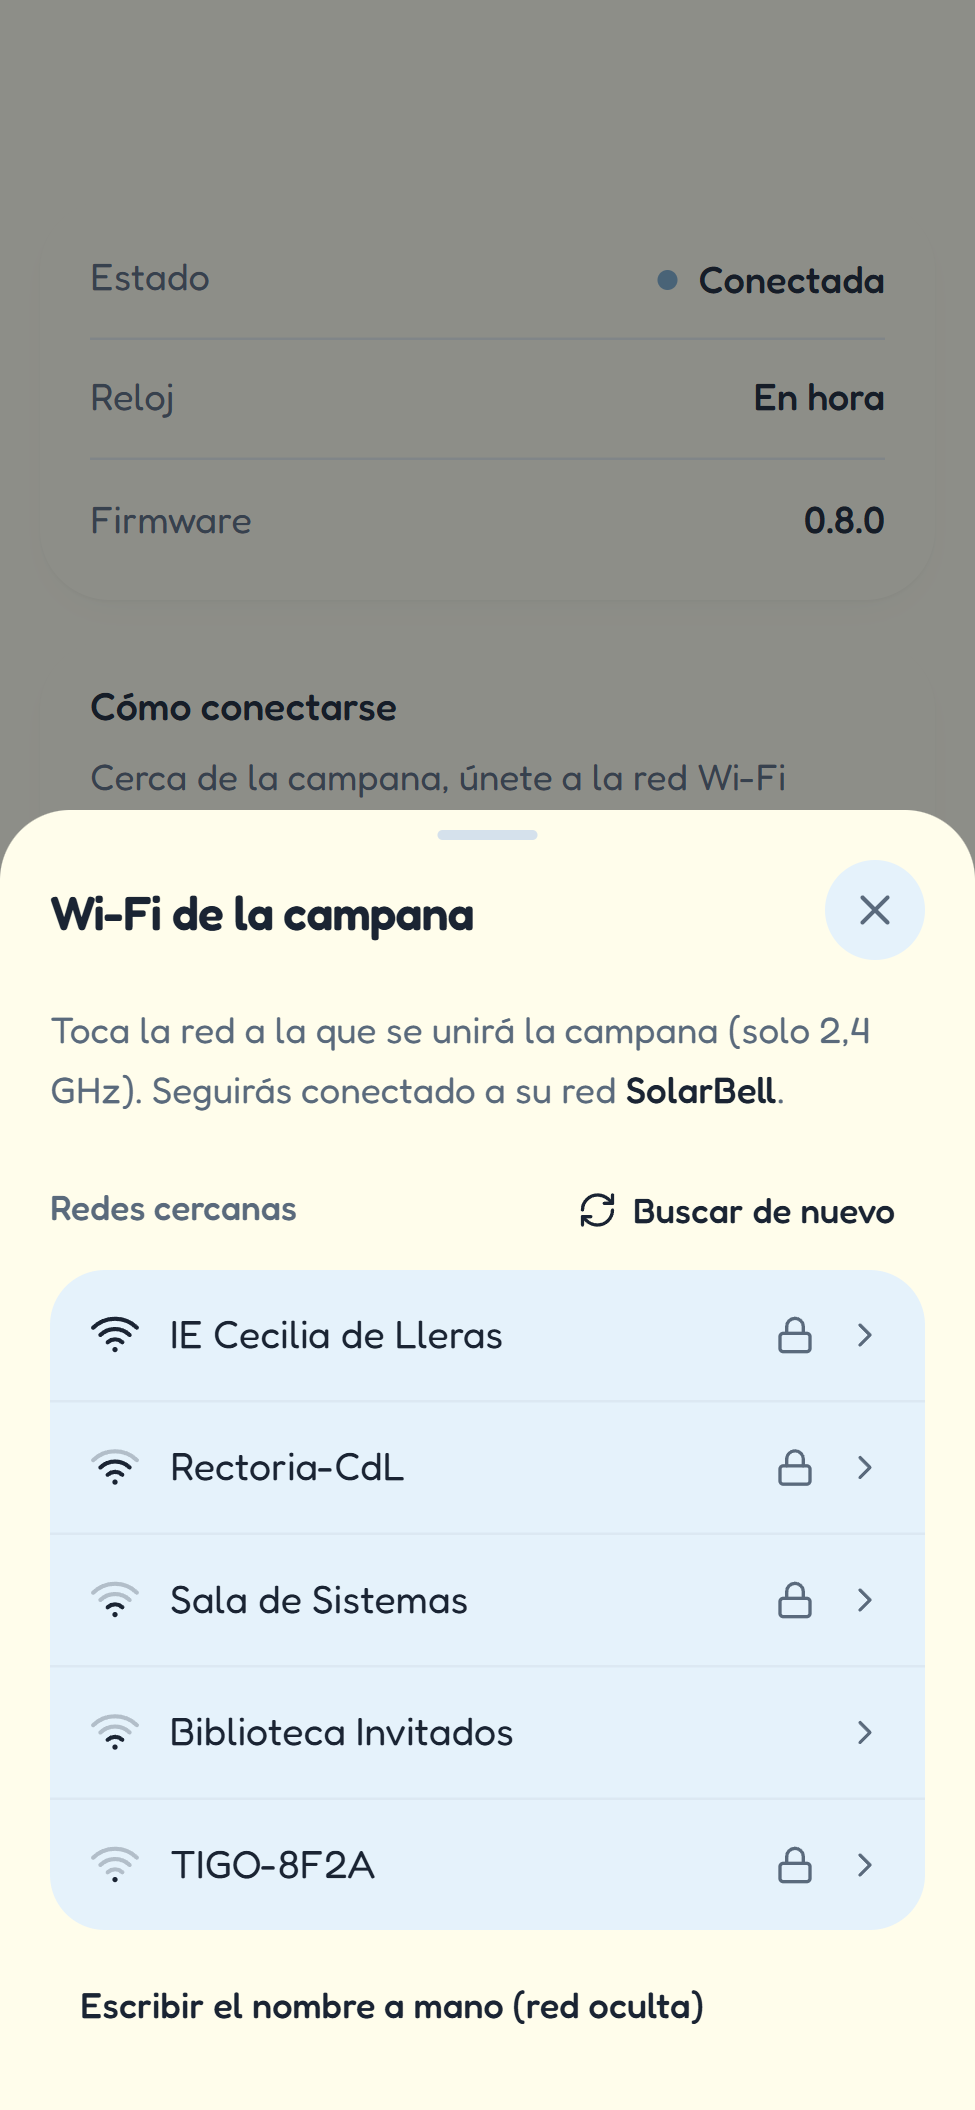 Estado
Conectada
Reloj
En hora
Firmware
0.8.0
Cómo conectarse
Cerca de la campana, únete a la red Wi-Fi
Wi-Fi de la campana
Toca la red a la que se unirá la campana (solo 2,4
GHz). Seguirás conectado a su red SolarBell.
Redes cercanas
Buscar de nuevo
IE Cecilia de Lleras
Rectoria-CdL
Sala de Sistemas
Biblioteca Invitados
TIGO-8F2A
Escribir el nombre a mano (red oculta)